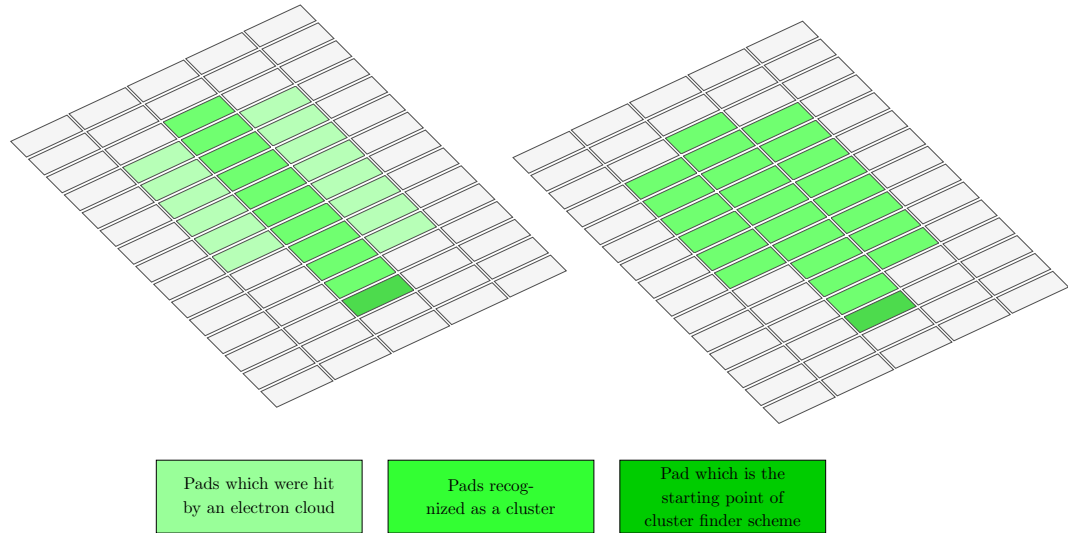 Pads which were hit
by an electron cloud
Pads recog-
nized as a cluster
Pad which is the
starting point of
cluster finder scheme